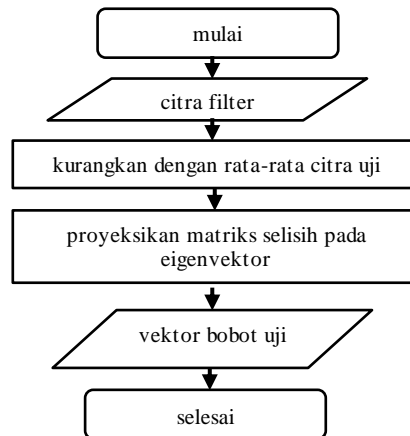 mulai
citra filter
kurangkan dengan rata-rata citra uji
proyeksikan matriks selisih pada
eigenvektor
vektor bobot uji
selesai